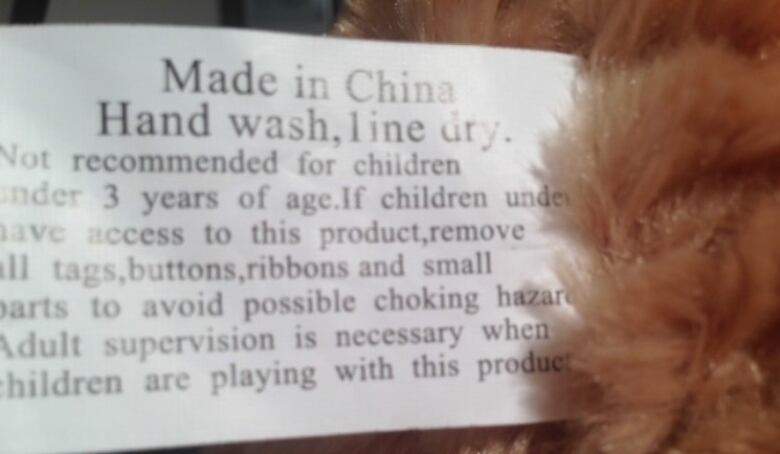 Made in China
Hand wash,line dry.
Not recommended for children
under 3 years of age.If children under
have access to this product,remove
all tags,buttons,ribbons and small
parts to avoid possible choking hazard
Adult supervision is necessary when
children are playing with this product